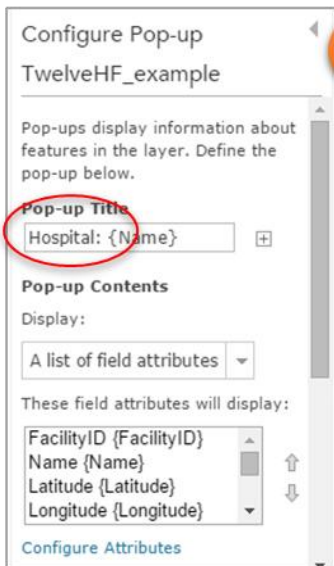 Configure Pop-up
TwelveHF_example
Pop-ups display information about
features in the layer. Define the
pop-up below.
Pop-up Title
Hospital: {Name}
Pop-up Contents
Display:
A list of field attributes
These field attributes will display:
FacilityID {FacilityID}
Name {Name}
Latitude {Latitude}
Longitude {Longitude}
Configure Attributes